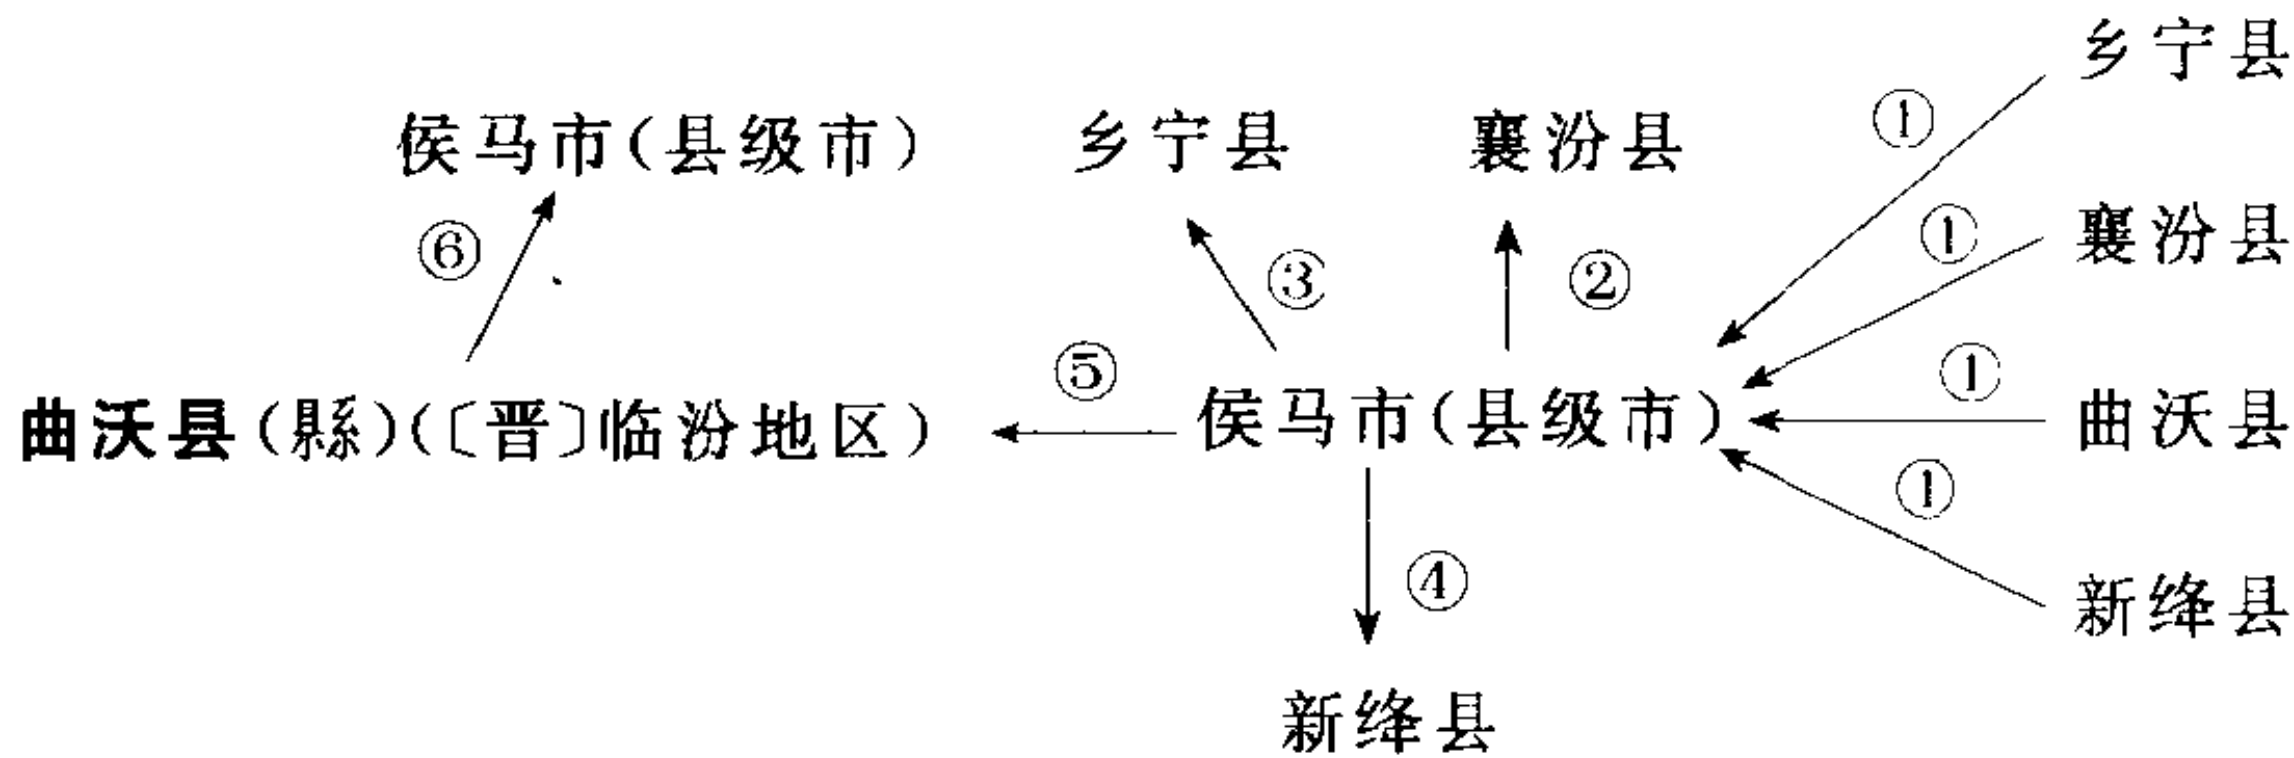 乡宁县
①
侯马市(县级市)
乡宁县
襄汾县
①
襄汾县
⑥
③
②
⑤
①
曲沃县(縣)(〔晋〕临汾地区)
侯马市(县级市)
曲沃县
①
④
新绛县
新绛县